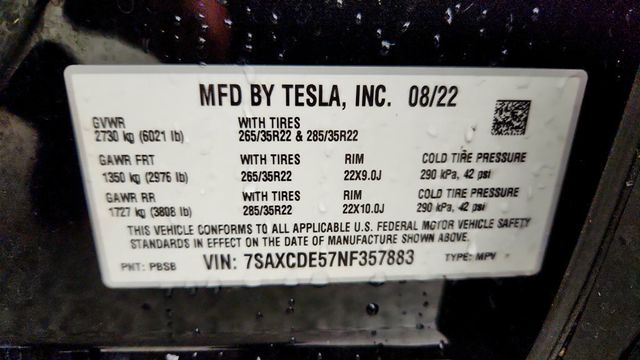 MFD BY TESLA, INC. 08/22
GVWR WITH TIRES
2730 kg (6021 lb) 265/35R22 & 285/35R22
GAWR FRT WITH TIRES RIM COLD TIRE PRESSURE
1350 kg (2976 lb) 265/35R22 22X9.0J 290 kPa, 42 psi
GAWR RR WITH TIRES RIM COLD TIRE PRESSURE
1727 kg (3808 lb) 285/35R22 22X10.0J 290 kPa, 42 psi
THIS VEHICLE CONFORMS TO ALL APPLICABLE U.S. FEDERAL MOTOR VEHICLE SAFETY
STANDARDS IN EFFECT ON THE DATE OF MANUFACTURE SHOWN ABOVE.
PNT: PBSB VIN: 7SAXCDE57NF357883 TYPE: MPV